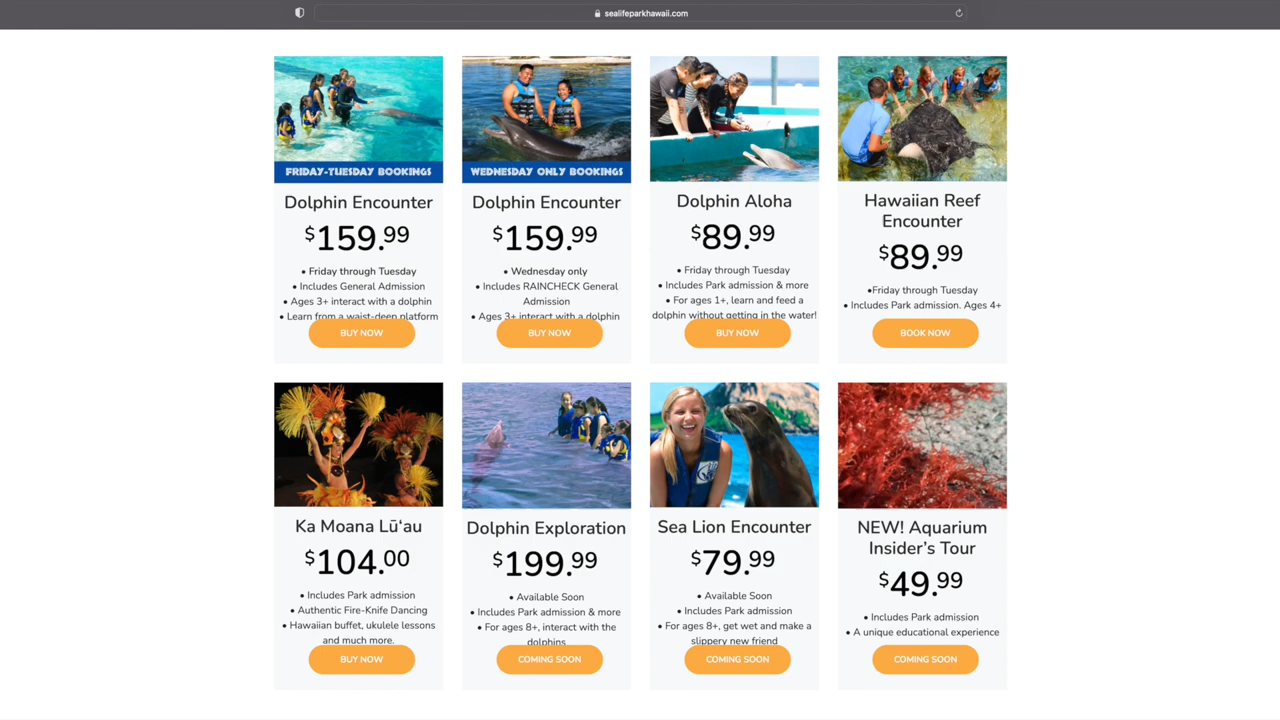 sealifeparkhawaii.com
FRIDAY-TUESDAY BOOKINGS
Dolphin Encounter
$159.99
• Friday through Tuesday
• Includes General Admission
• Ages 3+ interact with a dolphin
• Learn from a waist-deep platform
BUY NOW
WEDNESDAY ONLY BOOKINGS
Dolphin Encounter
$159.99
• Wednesday only
• Includes RAINCHECK General
Admission
• Ages 3+ interact with a dolphin
BUY NOW
Dolphin Aloha
$89.99
• Friday through Tuesday
• Includes Park admission & more
• For ages 1+, learn and feed a
dolphin without getting in the water!
BUY NOW
Hawaiian Reef
Encounter
$89.99
•Friday through Tuesday
• Includes Park admission. Ages 4+
BOOK NOW
Ka Moana Lūʻau
$104.00
• Includes Park admission
• Authentic Fire-Knife Dancing
• Hawaiian buffet, ukulele lessons
and much more.
BUY NOW
Dolphin Exploration
$199.99
• Available Soon
• Includes Park admission & more
• For ages 8+, interact with the
dolphins
COMING SOON
Sea Lion Encounter
$79.99
• Available Soon
• Includes Park admission
• For ages 8+, get wet and make a
slippery new friend
COMING SOON
NEW! Aquarium
Insider's Tour
$49.99
• Includes Park admission
• A unique educational experience
COMING SOON